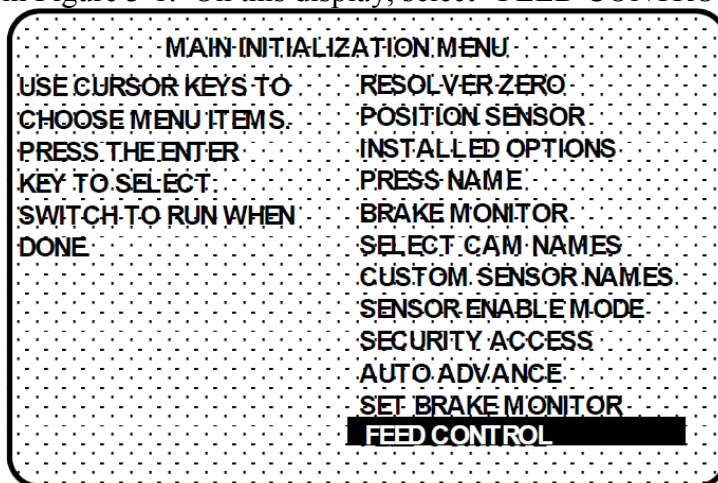 MAIN INITIALIZATION MENU
USE CURSOR KEYS TO
CHOOSE MENU ITEMS.
PRESS THE ENTER
KEY TO SELECT.
SWITCH TO RUN WHEN
DONE
RESOLVER ZERO
POSITION SENSOR
INSTALLED OPTIONS
PRESS NAME
BRAKE MONITOR
SELECT CAM NAMES
CUSTOM SENSOR NAMES
SENSOR ENABLE MODE
SECURITY ACCESS
AUTO ADVANCE
SET BRAKE MONITOR
FEED CONTROL